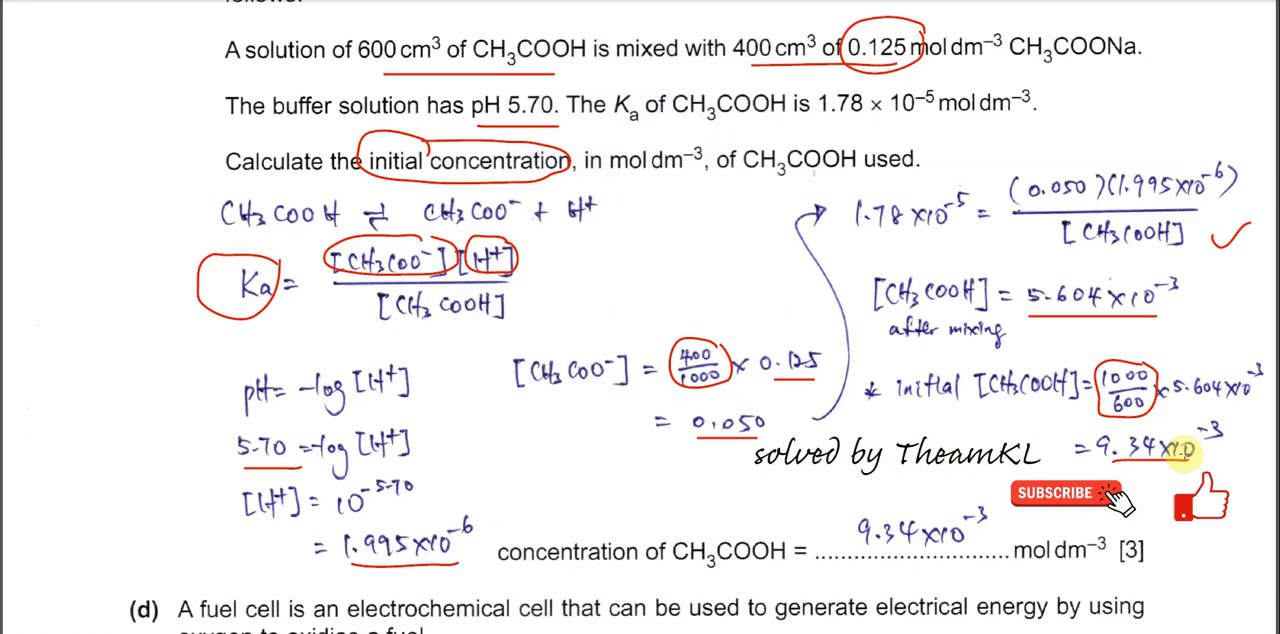 A solution of 600 cm³ of CH₃COOH is mixed with 400 cm³ of 0.125 mol dm⁻³ CH₃COONa.
The buffer solution has pH 5.70. The Kₐ of CH₃COOH is 1.78 × 10⁻⁵ mol dm⁻³.
Calculate the initial concentration, in mol dm⁻³, of CH₃COOH used.
CH₃COOH ⇌ CH₃COO⁻ + H⁺
Ka = [CH₃COO⁻][H⁺] / [CH₃COOH]
pH = -log [H⁺]
5.70 = -log [H⁺]
[H⁺] = 10⁻⁵·⁷⁰
= 1.995×10⁻⁶
[CH₃COO⁻] = 400/1000 × 0.125
= 0.050
1.78×10⁻⁵ = (0.050)(1.995×10⁻⁶) / [CH₃COOH]
[CH₃COOH] = 5.604×10⁻³
after mixing
* initial [CH₃COOH] = 1000/600 × 5.604×10⁻³
= 9.34×10⁻³
solved by TheamKL
SUBSCRIBE
concentration of CH₃COOH = 9.34×10⁻³ mol dm⁻³ [3]
(d) A fuel cell is an electrochemical cell that can be used to generate electrical energy by using